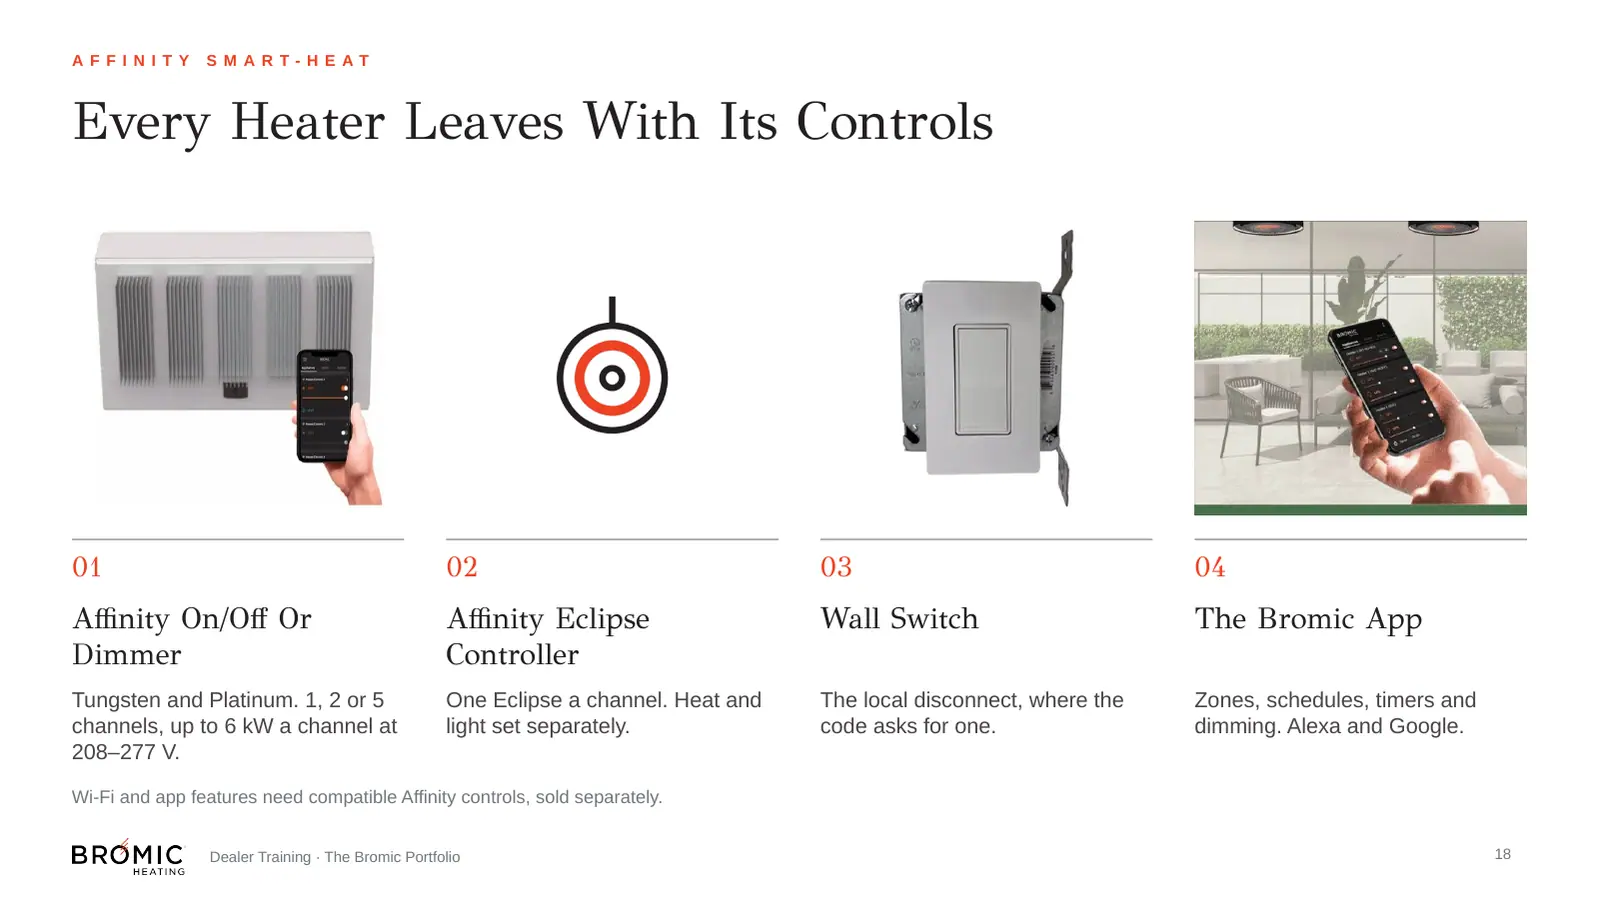 AFFINITY SMART-HEAT
Every Heater Leaves With Its Controls
BROMIC
01
Affinity On/Off Or
Dimmer
Tungsten and Platinum. 1, 2 or 5
channels, up to 6 kW a channel at
208–277 V.
02
Affinity Eclipse
Controller
One Eclipse a channel. Heat and
light set separately.
03
Wall Switch
The local disconnect, where the
code asks for one.
04
The Bromic App
Zones, schedules, timers and
dimming. Alexa and Google.
Wi-Fi and app features need compatible Affinity controls, sold separately.
BROMIC
HEATING
Dealer Training · The Bromic Portfolio
18